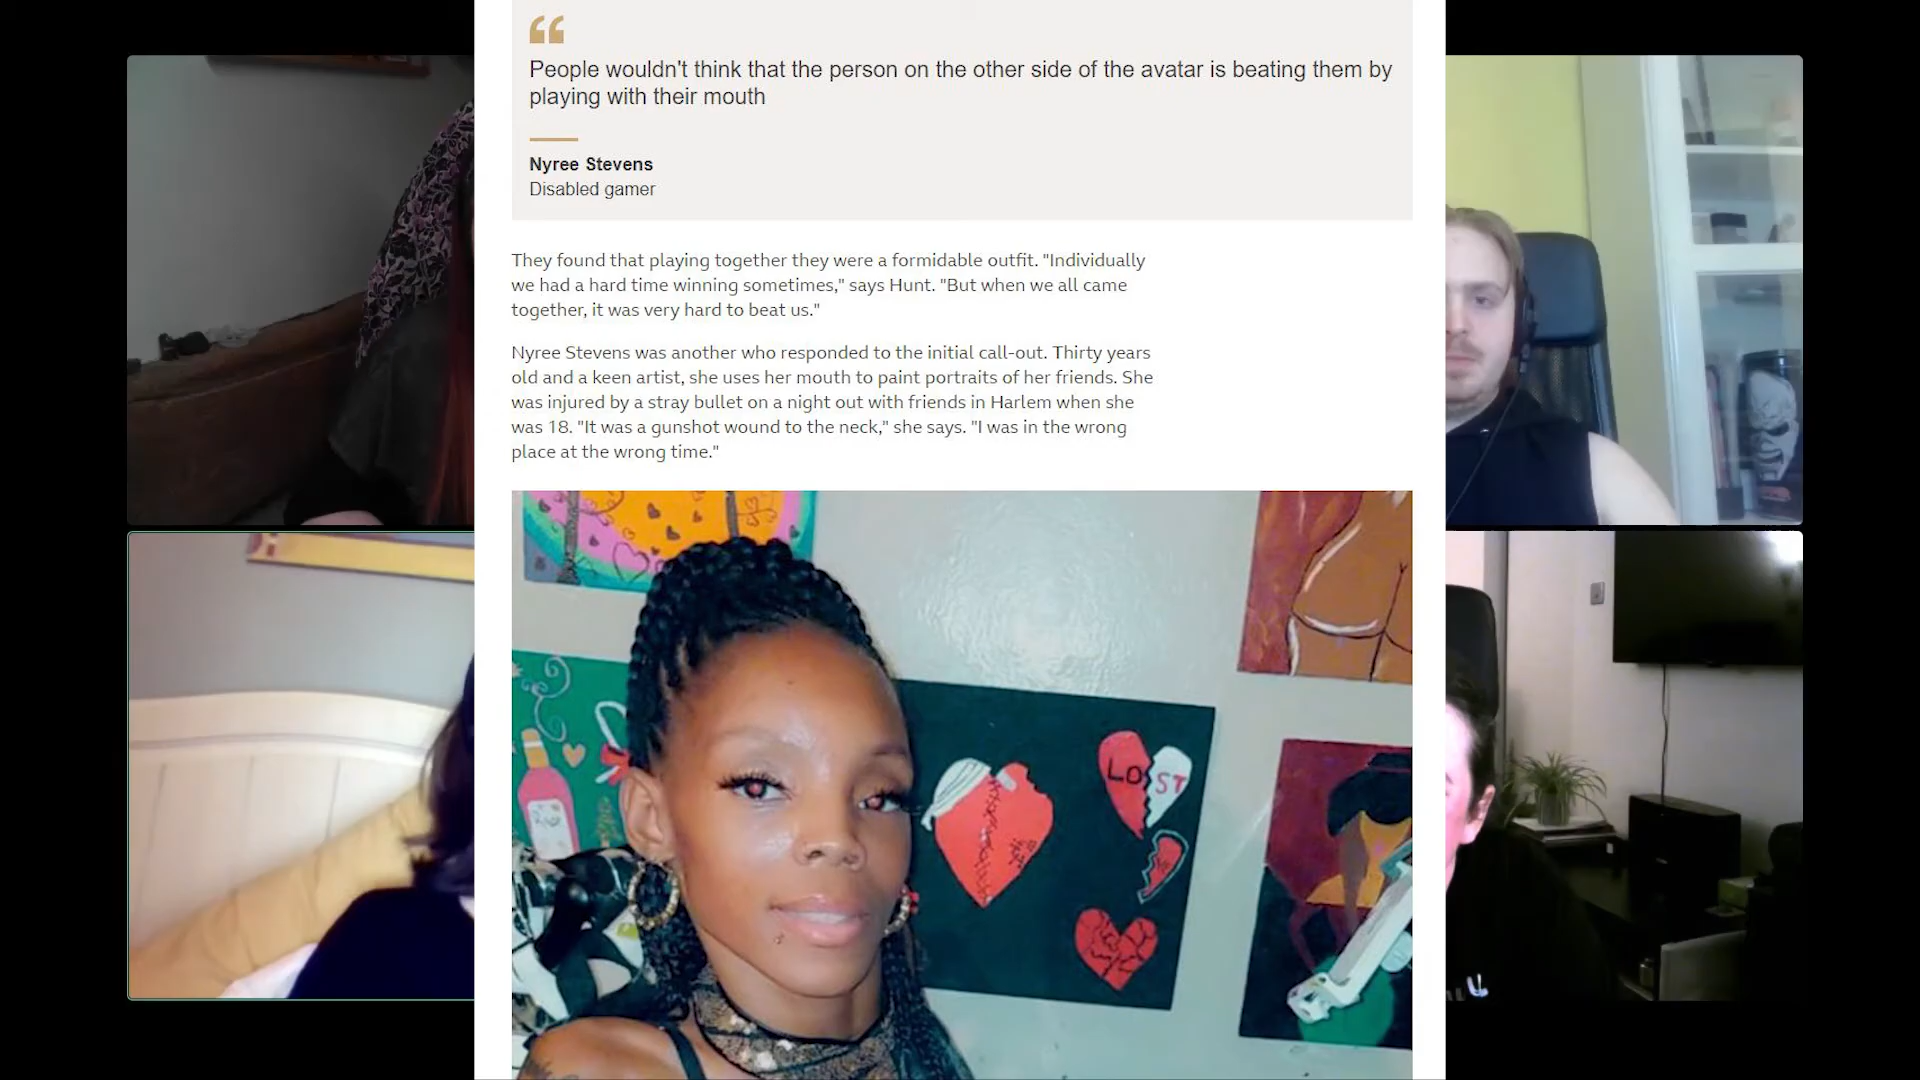 People wouldn't think that the person on the other side of the avatar is beating them by
playing with their mouth
Nyree Stevens
Disabled gamer
They found that playing together they were a formidable outfit. "Individually
we had a hard time winning sometimes," says Hunt. "But when we all came
together, it was very hard to beat us."
Nyree Stevens was another who responded to the initial call-out. Thirty years
old and a keen artist, she uses her mouth to paint portraits of her friends. She
was injured by a stray bullet on a night out with friends in Harlem when she
was 18. "It was a gunshot wound to the neck," she says. "I was in the wrong
place at the wrong time."
LOST